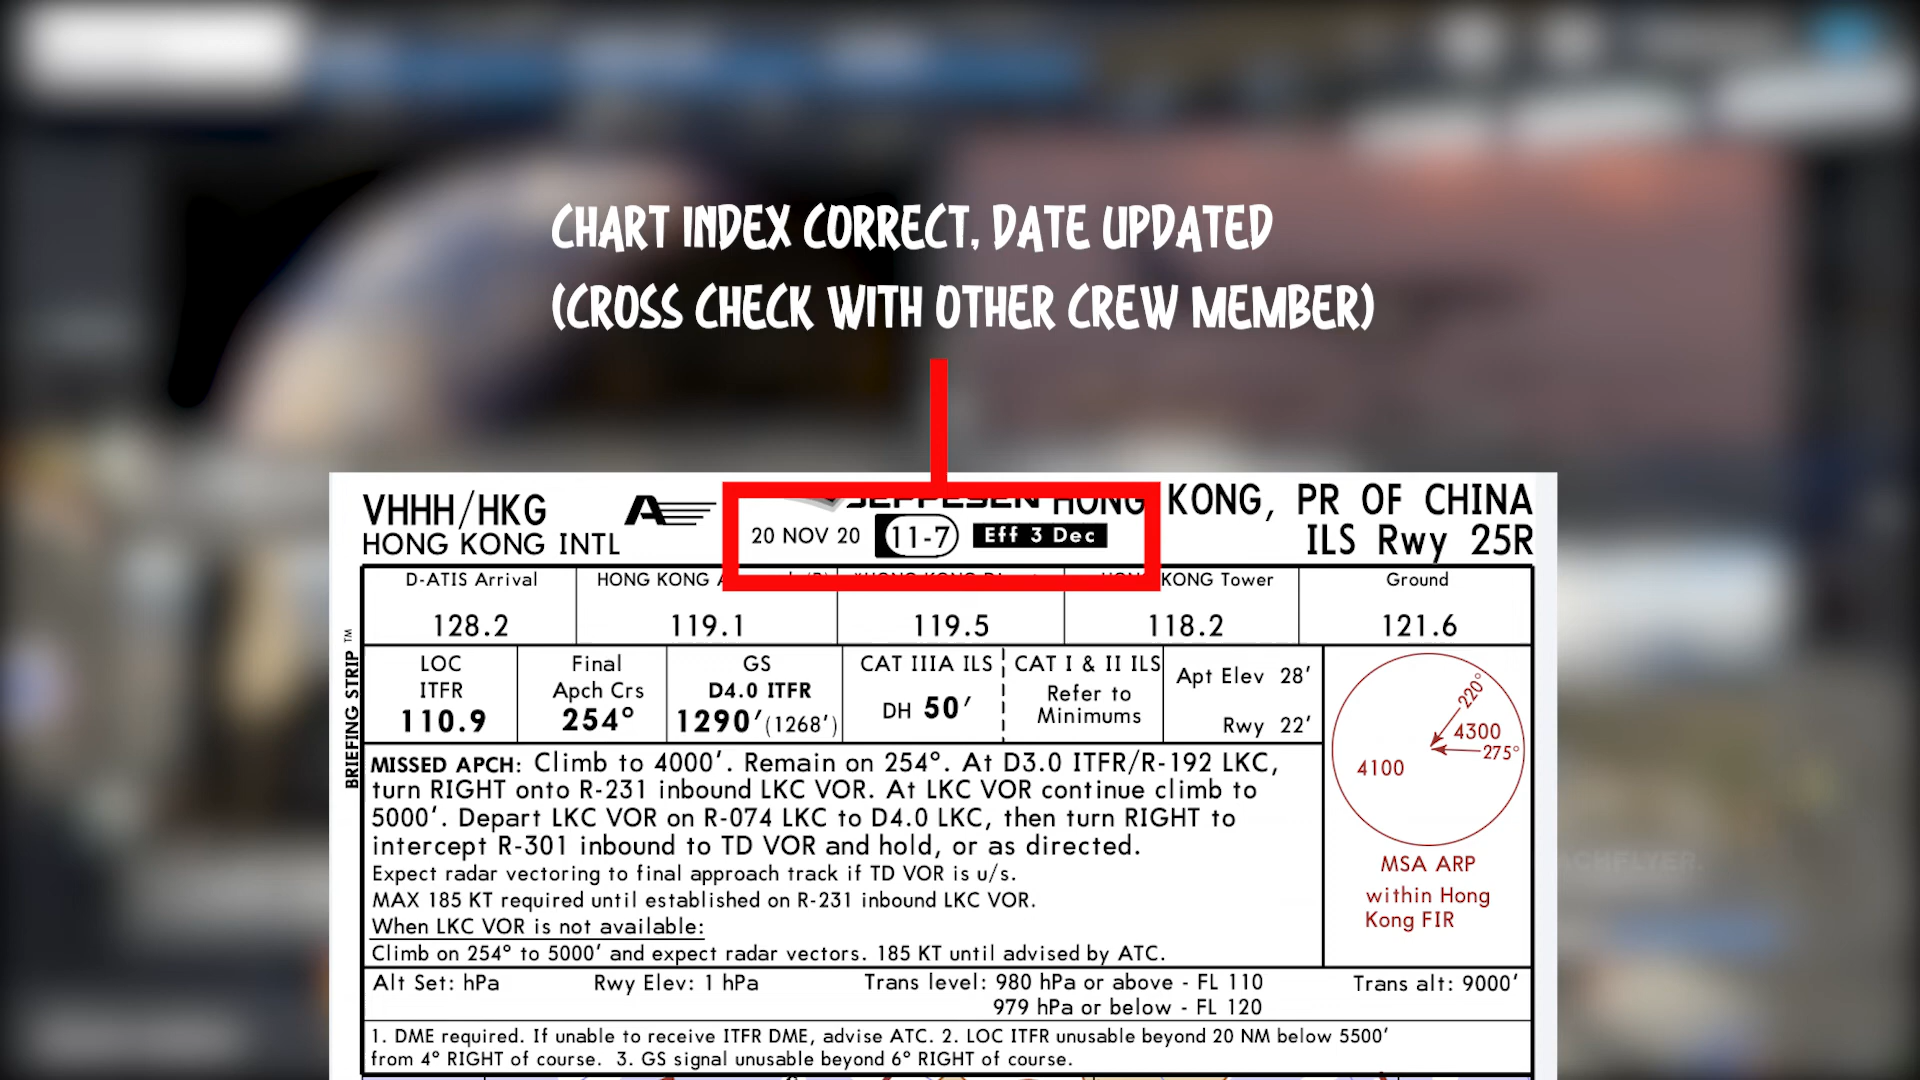 CHART INDEX CORRECT, DATE UPDATED
(CROSS CHECK WITH OTHER CREW MEMBER)
JEPPESEN HONG KONG, PR OF CHINA
VHHH/HKG
HONG KONG INTL
20 NOV 20 11-7 Eff 3 Dec
ILS Rwy 25R
D-ATIS Arrival HONG KONG HONG KONG KONG Tower Ground
128.2 119.1 119.5 118.2 121.6
BRIEFING STRIP ™
LOC
ITFR
110.9
Final
Apch Crs
254°
GS
D4.0 ITFR
1290' (1268')
CAT IIIA ILS
DH 50'
CAT I & II ILS
Refer to
Minimums
Apt Elev 28'
Rwy 22'
220°
4300
275°
4100
MSA ARP
within Hong
Kong FIR
MISSED APCH: Climb to 4000'. Remain on 254°. At D3.0 ITFR/R-192 LKC,
turn RIGHT onto R-231 inbound LKC VOR. At LKC VOR continue climb to
5000'. Depart LKC VOR on R-074 LKC to D4.0 LKC, then turn RIGHT to
intercept R-301 inbound to TD VOR and hold, or as directed.
Expect radar vectoring to final approach track if TD VOR is u/s.
MAX 185 KT required until established on R-231 inbound LKC VOR.
When LKC VOR is not available:
Climb on 254° to 5000' and expect radar vectors. 185 KT until advised by ATC.
Alt Set: hPa Rwy Elev: 1 hPa Trans level: 980 hPa or above - FL 110 Trans alt: 9000'
979 hPa or below - FL 120
1. DME required. If unable to receive ITFR DME, advise ATC. 2. LOC ITFR unusable beyond 20 NM below 5500'
from 4° RIGHT of course. 3. GS signal unusable beyond 6° RIGHT of course.